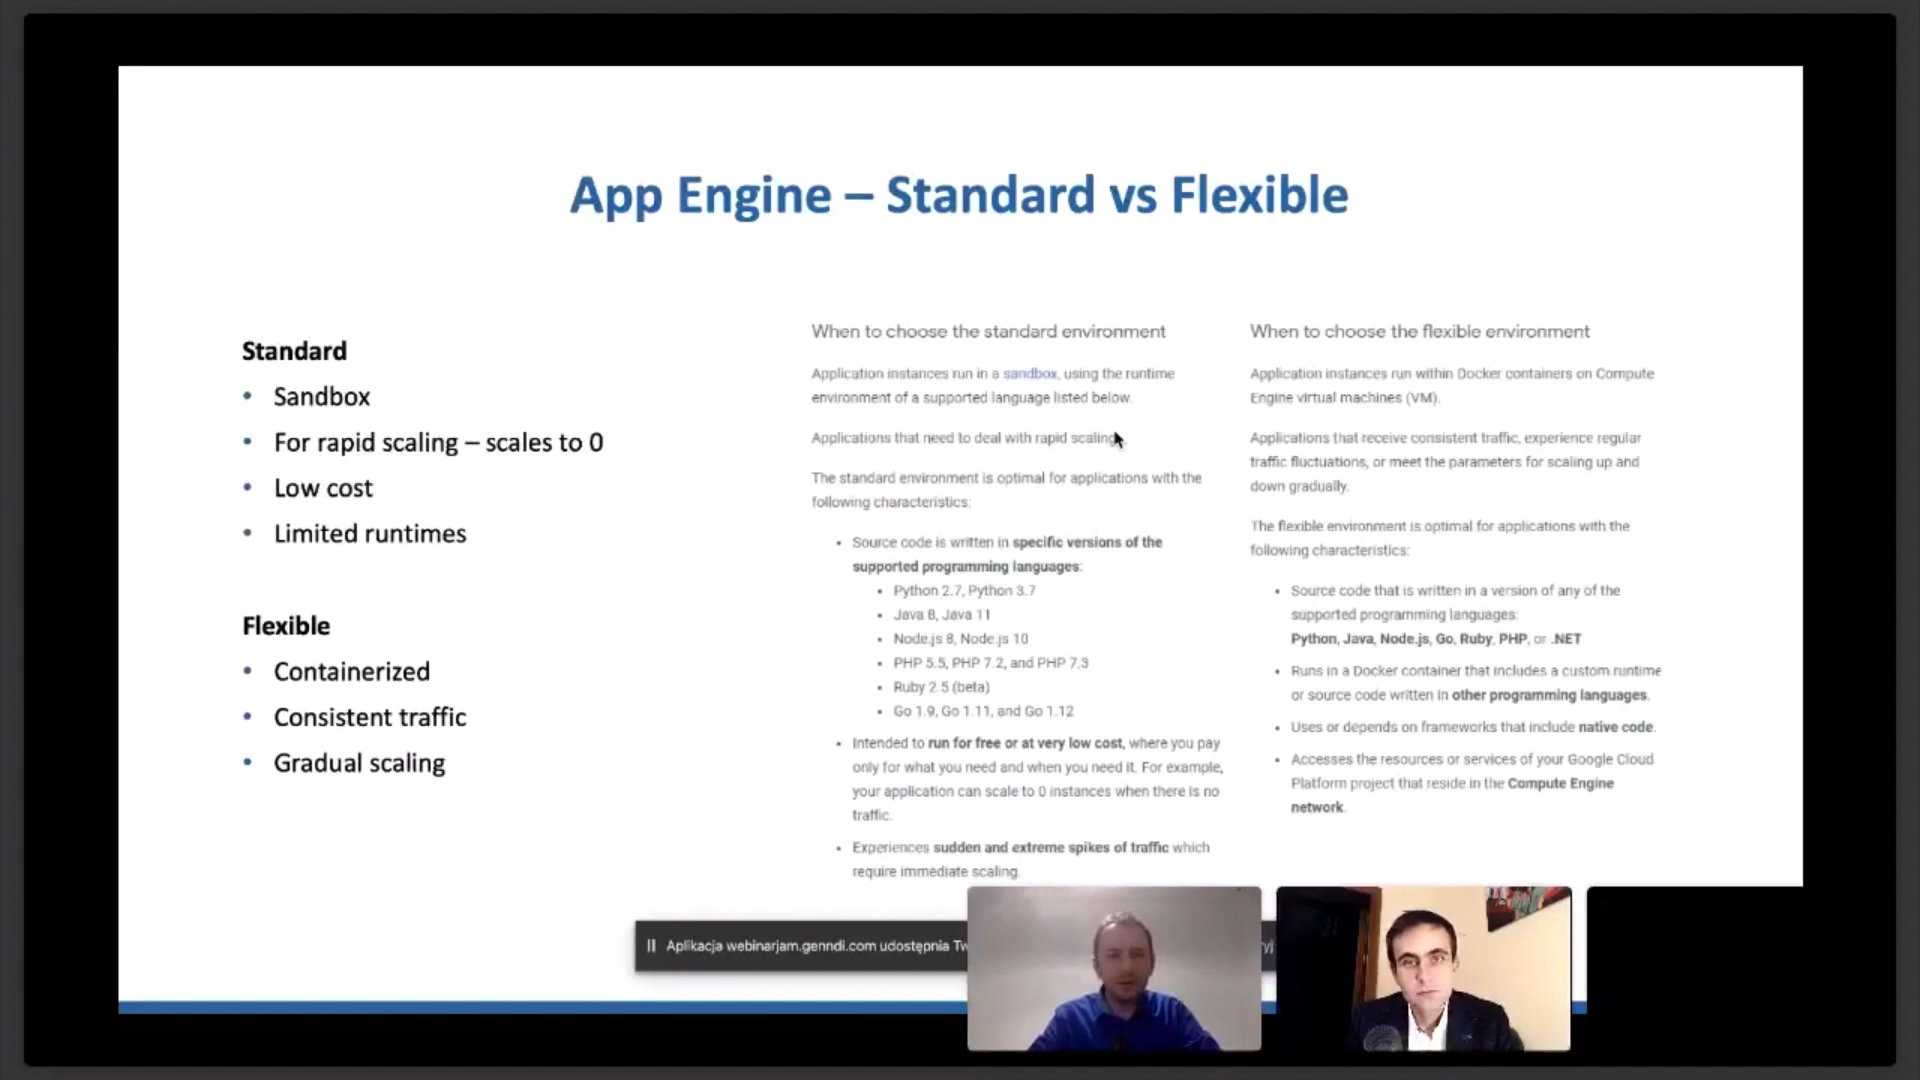 App Engine – Standard vs Flexible
Standard
• Sandbox
• For rapid scaling – scales to 0
• Low cost
• Limited runtimes
Flexible
• Containerized
• Consistent traffic
• Gradual scaling
When to choose the standard environment
Application instances run in a sandbox, using the runtime
environment of a supported language listed below.
Applications that need to deal with rapid scaling
The standard environment is optimal for applications with the
following characteristics:
• Source code is written in specific versions of the
supported programming languages:
• Python 2.7, Python 3.7
• Java 8, Java 11
• Node.js 8, Node.js 10
• PHP 5.5, PHP 7.2, and PHP 7.3
• Ruby 2.5 (beta)
• Go 1.9, Go 1.11, and Go 1.12
• Intended to run for free or at very low cost, where you pay
only for what you need and when you need it. For example,
your application can scale to 0 instances when there is no
traffic.
• Experiences sudden and extreme spikes of traffic which
require immediate scaling.
When to choose the flexible environment
Application instances run within Docker containers on Compute
Engine virtual machines (VM).
Applications that receive consistent traffic, experience regular
traffic fluctuations, or meet the parameters for scaling up and
down gradually.
The flexible environment is optimal for applications with the
following characteristics:
• Source code that is written in a version of any of the
supported programming languages:
Python, Java, Node.js, Go, Ruby, PHP, or .NET
• Runs in a Docker container that includes a custom runtime
or source code written in other programming languages.
• Uses or depends on frameworks that include native code.
• Accesses the resources or services of your Google Cloud
Platform project that reside in the Compute Engine
network.
Aplikacja webinarjam.genndi.com udostępnia